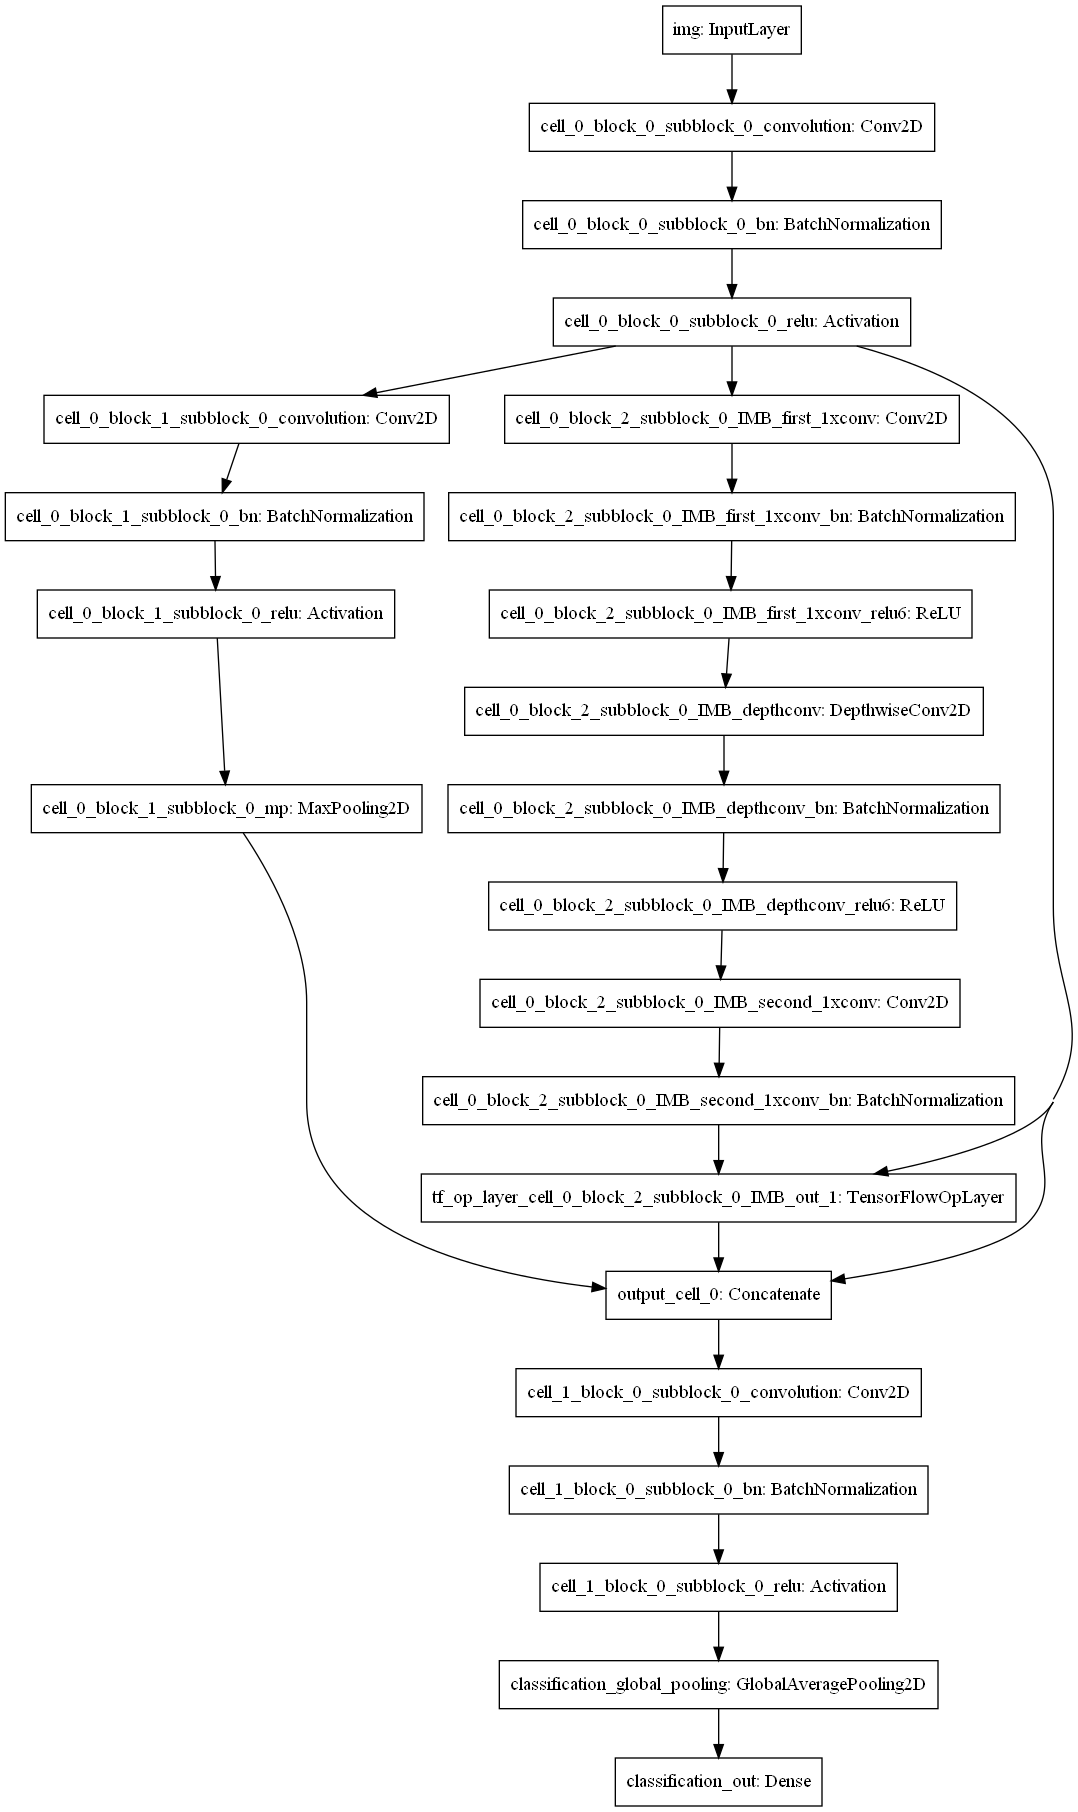 img: InputLayer
cell_0_block_0_subblock_0_convolution: Conv2D
cell_0_block_0_subblock_0_bn: BatchNormalization
cell_0_block_0_subblock_0_relu: Activation
cell_0_block_1_subblock_0_convolution: Conv2D
cell_0_block_2_subblock_0_IMB_first_1xconv: Conv2D
cell_0_block_1_subblock_0_bn: BatchNormalization
cell_0_block_2_subblock_0_IMB_first_1xconv_bn: BatchNormalization
cell_0_block_1_subblock_0_relu: Activation
cell_0_block_2_subblock_0_IMB_first_1xconv_relu6: ReLU
cell_0_block_2_subblock_0_IMB_depthconv: DepthwiseConv2D
cell_0_block_1_subblock_0_mp: MaxPooling2D
cell_0_block_2_subblock_0_IMB_depthconv_bn: BatchNormalization
cell_0_block_2_subblock_0_IMB_depthconv_relu6: ReLU
cell_0_block_2_subblock_0_IMB_second_1xconv: Conv2D
cell_0_block_2_subblock_0_IMB_second_1xconv_bn: BatchNormalization
tf_op_layer_cell_0_block_2_subblock_0_IMB_out_1: TensorFlowOpLayer
output_cell_0: Concatenate
cell_1_block_0_subblock_0_convolution: Conv2D
cell_1_block_0_subblock_0_bn: BatchNormalization
cell_1_block_0_subblock_0_relu: Activation
classification_global_pooling: GlobalAveragePooling2D
classification_out: Dense